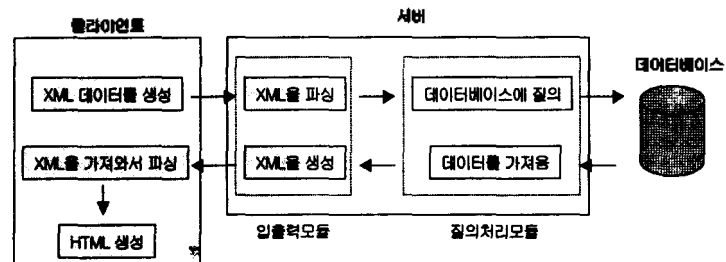 클라이언트
서버
데이터베이스
XML 데이터를 생성
XML을 파싱
데이터베이스에 질의
XML을 가져와서 파싱
XML을 생성
데이터를 가져옴
HTML 생성
입출력모듈
질의처리모듈